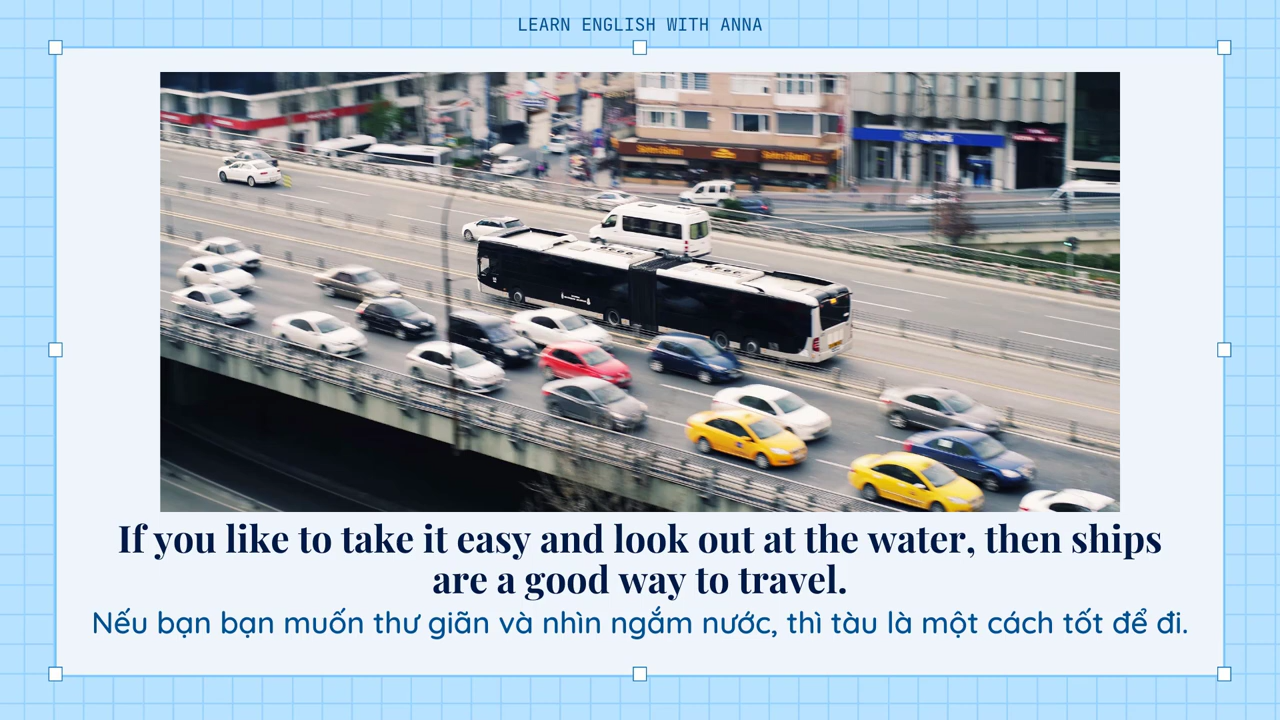 LEARN ENGLISH WITH ANNA
If you like to take it easy and look out at the water, then ships
are a good way to travel.
Nếu bạn bạn muốn thư giãn và nhìn ngắm nước, thì tàu là một cách tốt để đi.